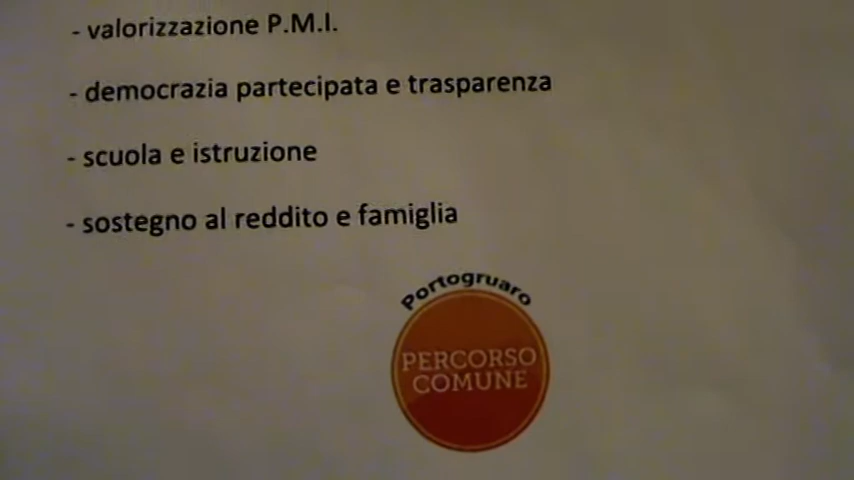 - valorizzazione P.M.I.
- democrazia partecipata e trasparenza
- scuola e istruzione
- sostegno al reddito e famiglia
Portogruaro
PERCORSO
COMUNE